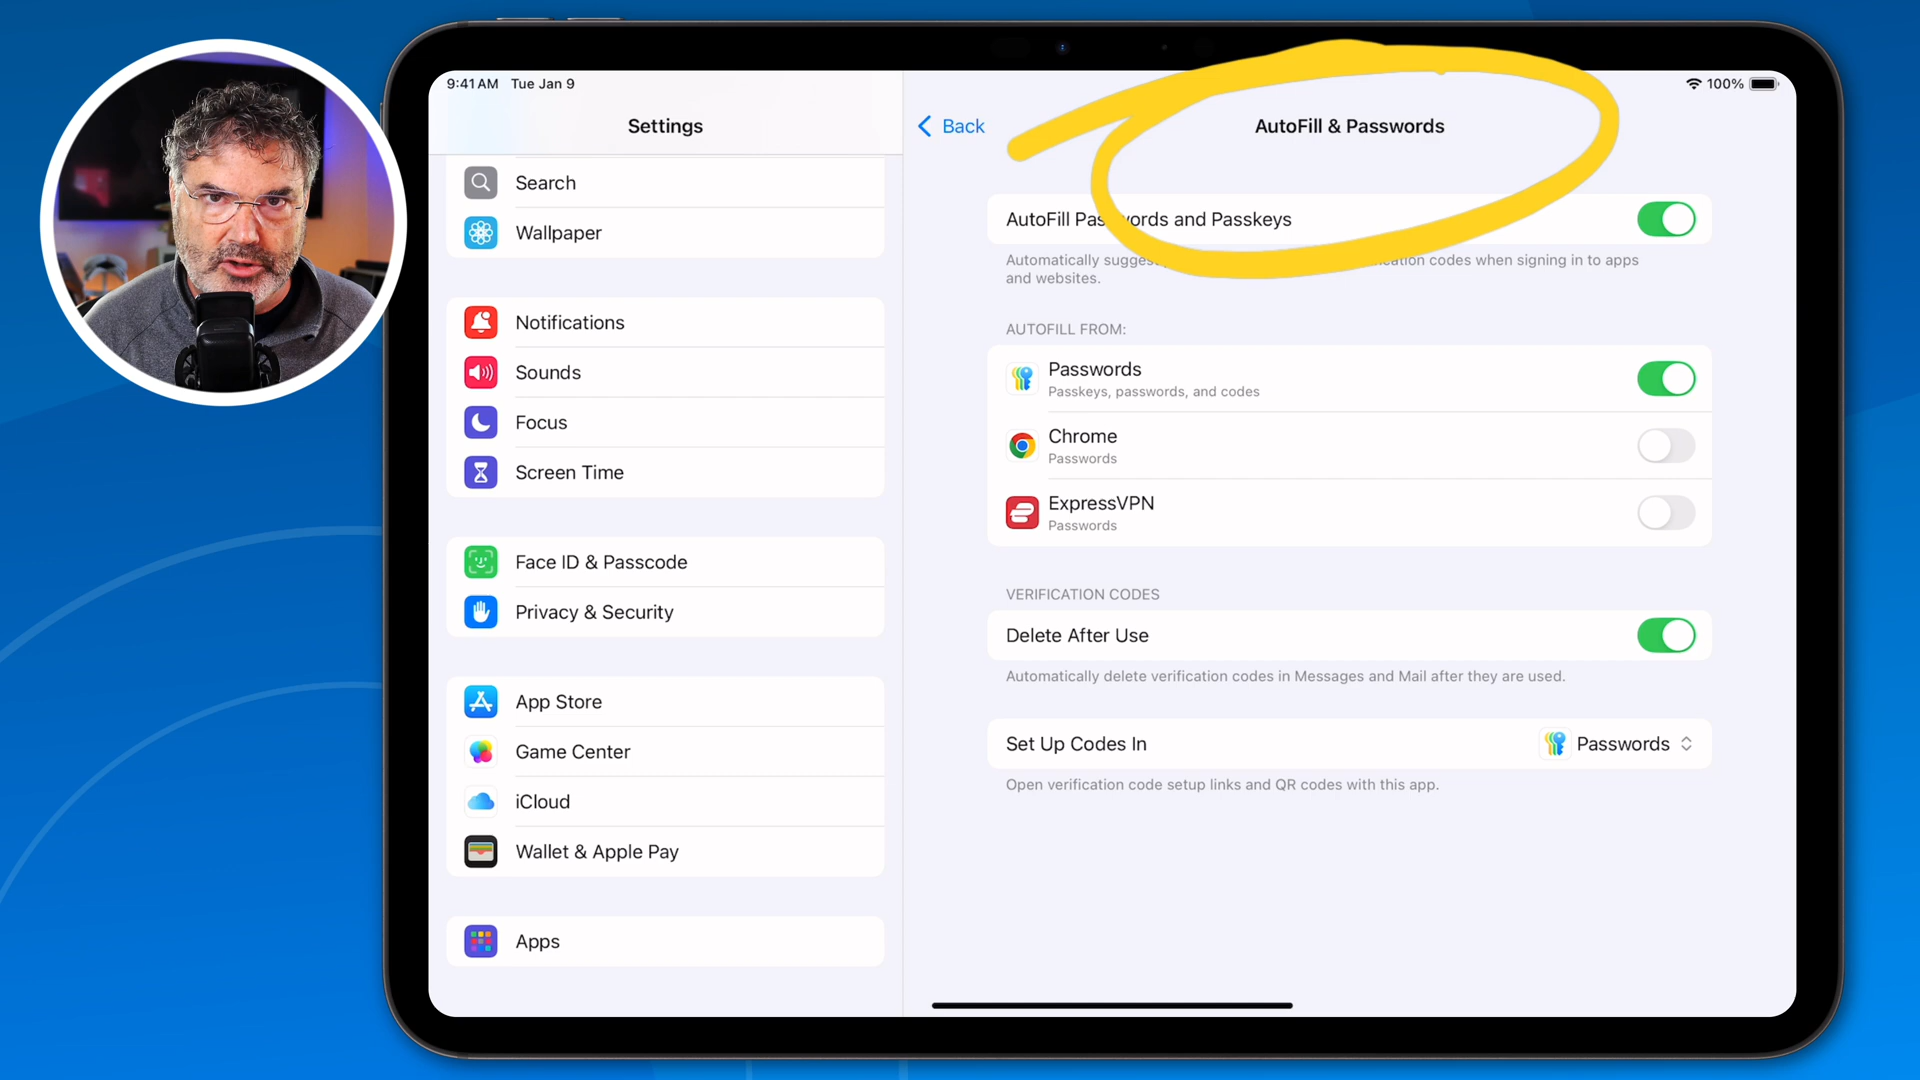 9:41 AM Tue Jan 9
100%
Settings
Search
Wallpaper
Notifications
Sounds
Focus
Screen Time
Face ID & Passcode
Privacy & Security
App Store
Game Center
iCloud
Wallet & Apple Pay
Apps
Back
AutoFill & Passwords
AutoFill Passwords and Passkeys
Automatically suggest codes when signing in to apps
and websites.
AUTOFILL FROM:
Passwords
Passkeys, passwords, and codes
Chrome
Passwords
ExpressVPN
Passwords
VERIFICATION CODES
Delete After Use
Automatically delete verification codes in Messages and Mail after they are used.
Set Up Codes In
Passwords
Open verification code setup links and QR codes with this app.